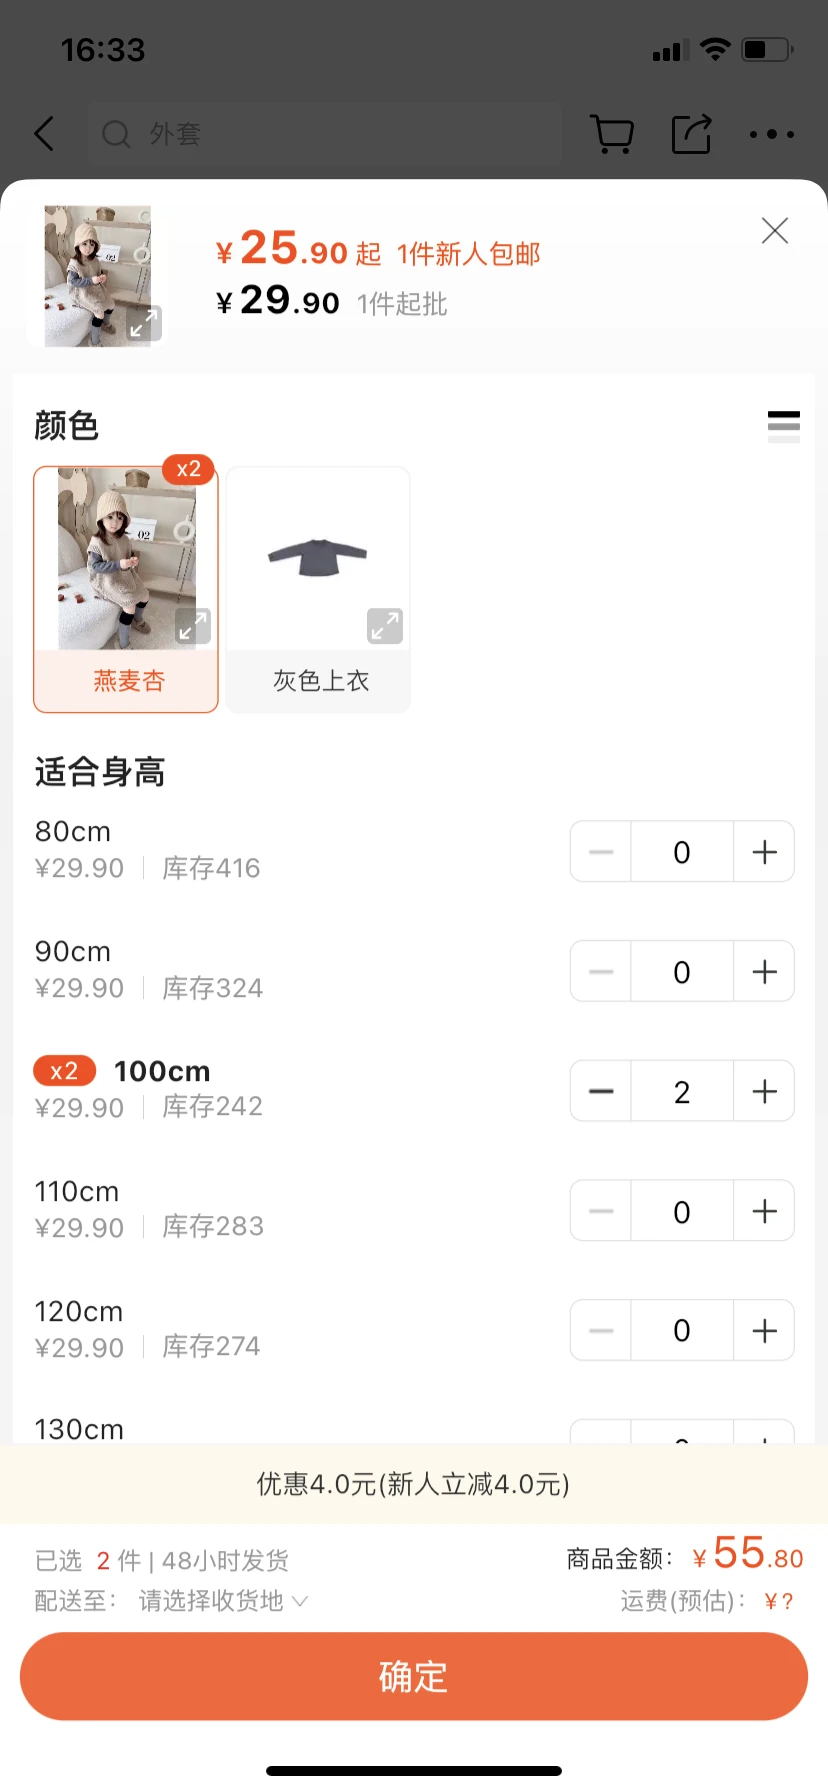 16:33
外套
¥25.90起 1件新人包邮
¥29.90 1件起批
颜色
x2
02
燕麦杏
灰色上衣
适合身高
80cm
¥29.90 库存416
0
90cm
¥29.90 库存324
0
x2 100cm
¥29.90 库存242
2
110cm
¥29.90 库存283
0
120cm
¥29.90 库存274
0
130cm
优惠4.0元(新人立减4.0元)
已选 2 件 | 48小时发货
商品金额: ¥55.80
配送至: 请选择收货地
运费(预估): ¥?
确定